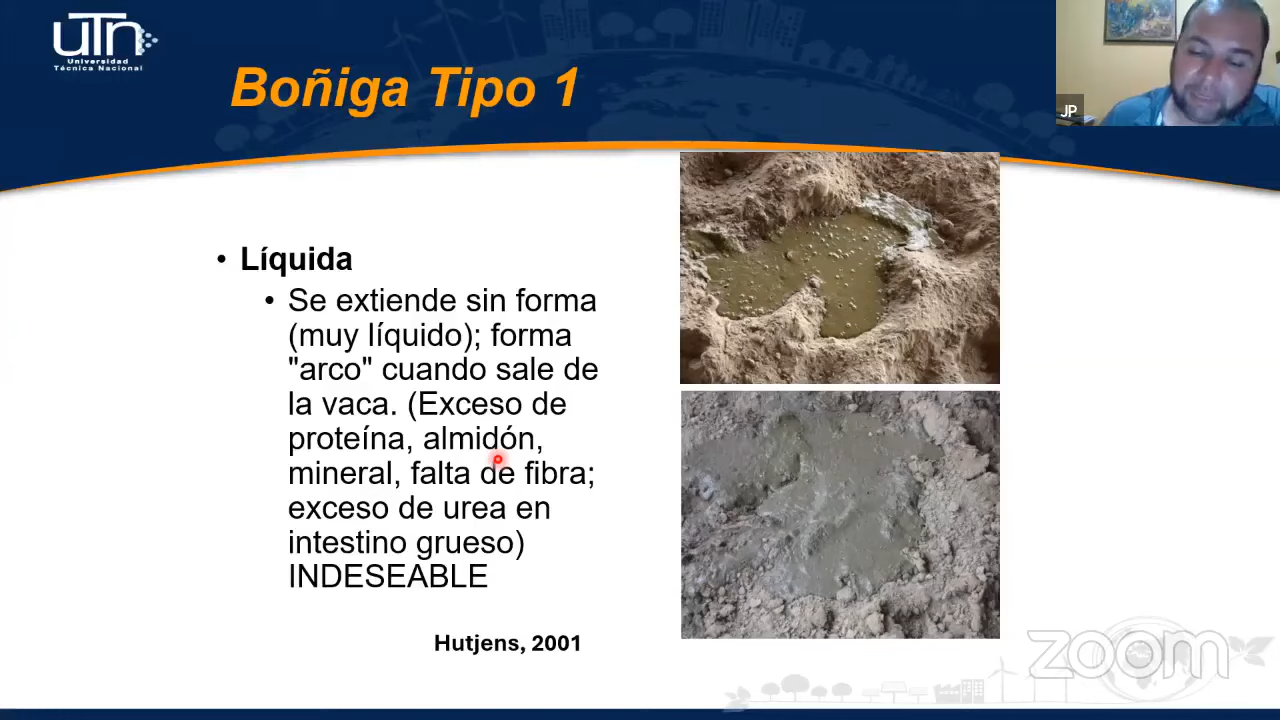 uTn
Universidad
Técnica Nacional
Boñiga Tipo 1
JP
• Líquida
• Se extiende sin forma
(muy líquido); forma
"arco" cuando sale de
la vaca. (Exceso de
proteína, almidón,
mineral, falta de fibra;
exceso de urea en
intestino grueso)
INDESEABLE
Hutjens, 2001
zoom